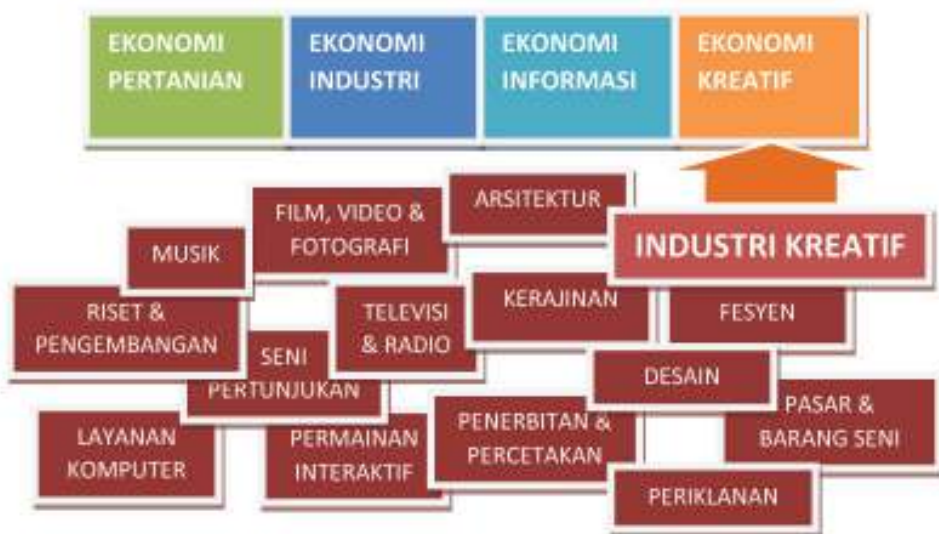 EKONOMI
PERTANIAN
EKONOMI
INDUSTRI
EKONOMI
INFORMASI
EKONOMI
KREATIF
ARSITEKTUR
FILM, VIDEO &
FOTOGRAFI
MUSIK
INDUSTRI KREATIF
KERAJINAN
RISET &
PENGEMBANGAN
TELEVISI
& RADIO
FESYEN
SENI
PERTUNJUKAN
DESAIN
PASAR &
BARANG SENI
LAYANAN
KOMPUTER
PERMAINAN
INTERAKTIF
PENERBITAN &
PERCETAKAN
PERIKLANAN